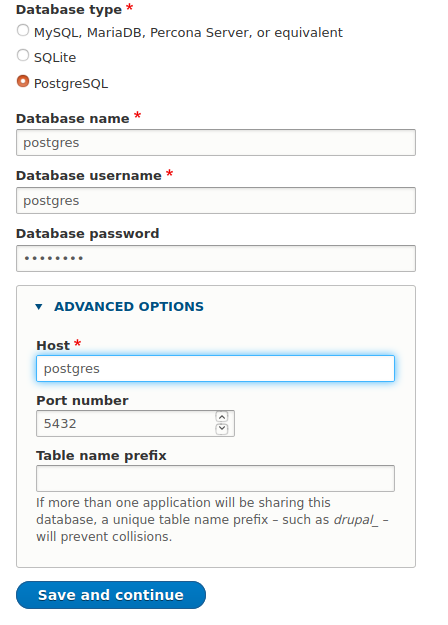 Database type *
MySQL, MariaDB, Percona Server, or equivalent
SQLite
PostgreSQL
Database name *
postgres
Database username *
postgres
Database password
••••••••
ADVANCED OPTIONS
Host *
postgres
Port number
5432
Table name prefix
If more than one application will be sharing this
database, a unique table name prefix – such as drupal_ –
will prevent collisions.
Save and continue